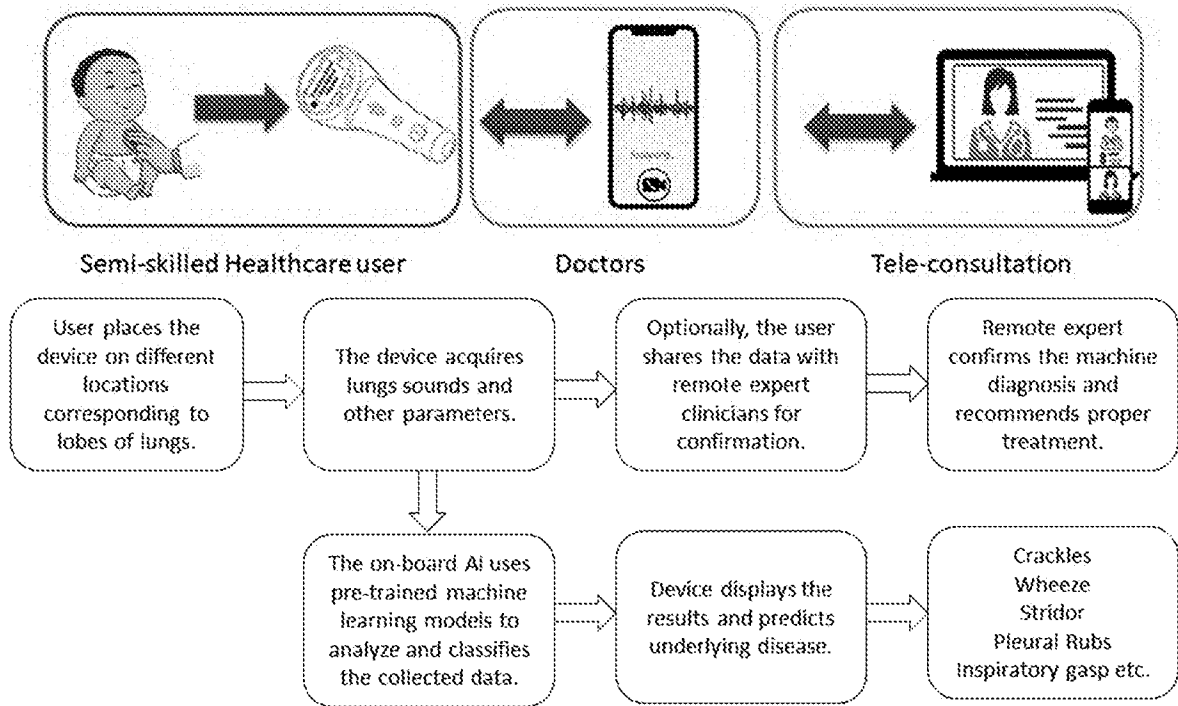 Semi-skilled Healthcare user
Doctors
Tele-consultation
User places the
device on different
locations
corresponding to
lobes of lungs.
The device acquires
lungs sounds and
other parameters.
Optionally, the user
shares the data with
remote expert
clinicians for
confirmation.
Remote expert
confirms the machine
diagnosis and
recommends proper
treatment.
The on-board AI uses
pre-trained machine
learning models to
analyze and classifies
the collected data.
Device displays the
results and predicts
underlying disease.
Crackles
Wheeze
Stridor
Pleural Rubs
Inspiratory gasp etc.